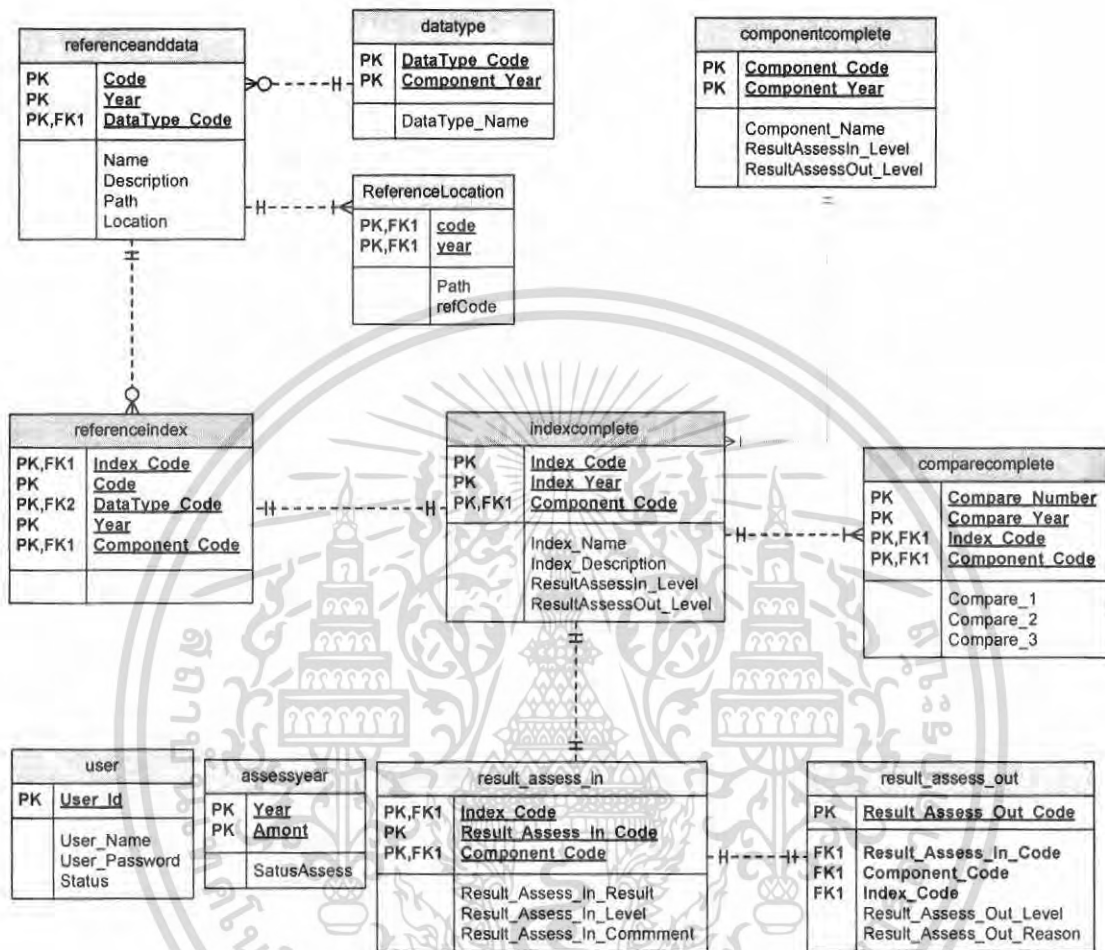 referenceanddata
PK Code
PK Year
PK,FK1 DataType_Code
Name
Description
Path
Location
datatype
PK DataType_Code
PK Component_Year
DataType_Name
componentcomplete
PK Component_Code
PK Component_Year
Component_Name
ResultAssessIn_Level
ResultAssessOut_Level
ReferenceLocation
PK,FK1 code
PK,FK1 year
Path
refCode
referenceindex
PK,FK1 Index_Code
PK Code
PK,FK2 DataType_Code
PK Year
PK,FK1 Component_Code
indexcomplete
PK Index_Code
PK Index_Year
PK,FK1 Component_Code
Index_Name
Index_Description
ResultAssessIn_Level
ResultAssessOut_Level
comparecomplete
PK Compare_Number
PK Compare_Year
PK,FK1 Index_Code
PK,FK1 Component_Code
Compare_1
Compare_2
Compare_3
user
PK User_Id
User_Name
User_Password
Status
assessyear
PK Year
PK Amont
SatusAssess
result_assess_in
PK,FK1 Index_Code
PK Result_Assess_In_Code
PK,FK1 Component_Code
Result_Assess_In_Result
Result_Assess_In_Level
Result_Assess_In_Commment
result_assess_out
PK Result_Assess_Out_Code
FK1 Result_Assess_In_Code
FK1 Component_Code
FK1 Index_Code
Result_Assess_Out_Level
Result_Assess_Out_Reason